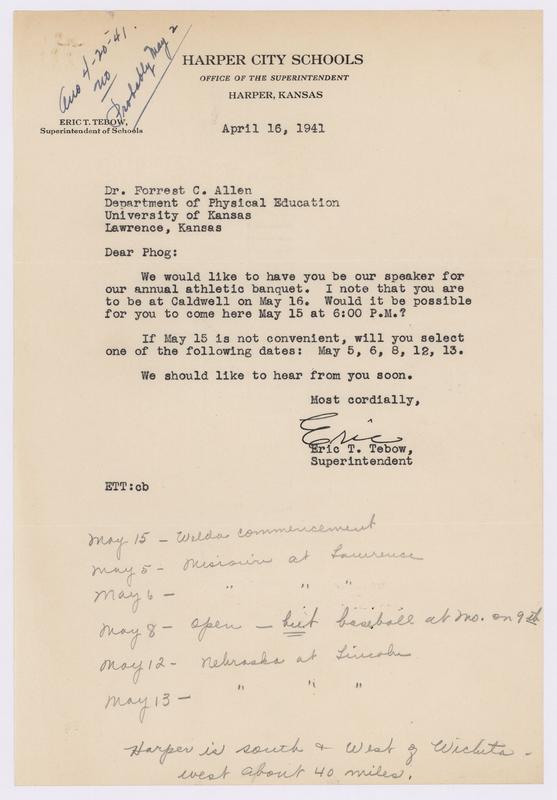 Ans 4-20-41.
no
Probably May 2
HARPER CITY SCHOOLS
OFFICE OF THE SUPERINTENDENT
HARPER, KANSAS
ERIC T. TEBOW,
Superintendent of Schools
April 16, 1941
Dr. Forrest C. Allen
Department of Physical Education
University of Kansas
Lawrence, Kansas
Dear Phog:
We would like to have you be our speaker for
our annual athletic banquet. I note that you are
to be at Caldwell on May 16. Would it be possible
for you to come here May 15 at 6:00 P.M.?
If May 15 is not convenient, will you select
one of the following dates: May 5, 6, 8, 12, 13.
We should like to hear from you soon.
Most cordially,
Eric
Eric T. Tebow,
Superintendent
ETT:cb
May 15 - Welda commencement
May 5 - Missouri at Lawrence
May 6 - " " "
May 8 - open - but baseball at Mo. on 9th
May 12 - Nebraska at Lincoln
May 13 - " " "
Harper is south & West of Wichita -
west about 40 miles.